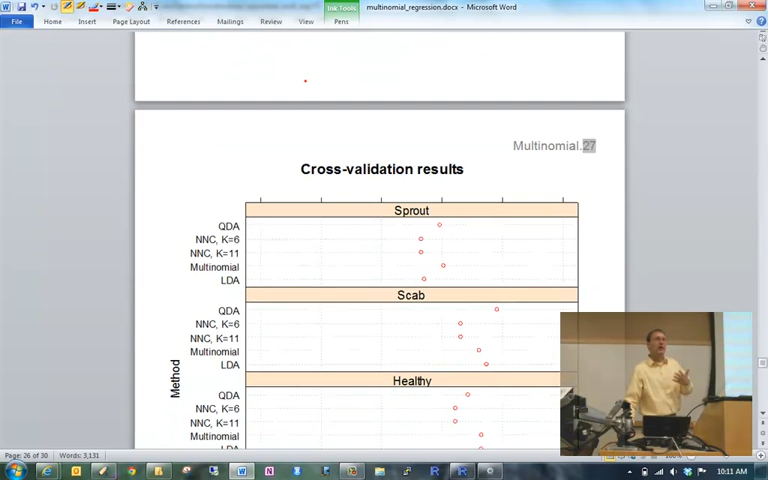 Ink Tools
multinomial_regression.docx - Microsoft Word
File Home Insert Page Layout References Mailings Review View Pens
Multinomial.27
Cross-validation results
Sprout
QDA
NNC, K=6
NNC, K=11
Multinomial
LDA
Scab
QDA
NNC, K=6
NNC, K=11
Multinomial
LDA
Healthy
QDA
NNC, K=6
NNC, K=11
Multinomial
LDA
Method
Page: 26 of 30 Words: 3,131
10:11 AM